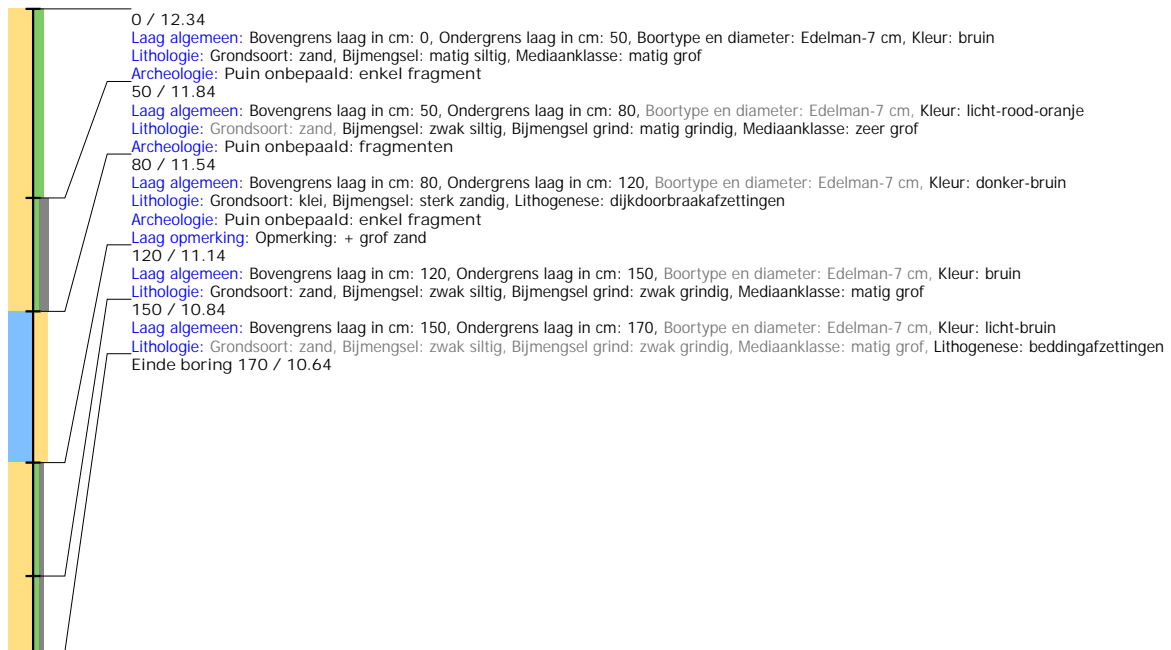 0 / 12.34
Laag algemeen: Bovengrens laag in cm: 0, Ondergrens laag in cm: 50, Boortype en diameter: Edelman-7 cm, Kleur: bruin
Lithologie: Grondsoort: zand, Bijmengsel: matig siltig, Mediaanklasse: matig grof
Archeologie: Puin onbepaald: enkel fragment
50 / 11.84
Laag algemeen: Bovengrens laag in cm: 50, Ondergrens laag in cm: 80, Boortype en diameter: Edelman-7 cm, Kleur: licht-rood-oranje
Lithologie: Grondsoort: zand, Bijmengsel: zwak siltig, Bijmengsel grind: matig grindig, Mediaanklasse: zeer grof
Archeologie: Puin onbepaald: fragmenten
80 / 11.54
Laag algemeen: Bovengrens laag in cm: 80, Ondergrens laag in cm: 120, Boortype en diameter: Edelman-7 cm, Kleur: donker-bruin
Lithologie: Grondsoort: klei, Bijmengsel: sterk zandig, Lithogenese: dijkdoorbraakafzettingen
Archeologie: Puin onbepaald: enkel fragment
Laag opmerking: Opmerking: + grof zand
120 / 11.14
Laag algemeen: Bovengrens laag in cm: 120, Ondergrens laag in cm: 150, Boortype en diameter: Edelman-7 cm, Kleur: bruin
Lithologie: Grondsoort: zand, Bijmengsel: zwak siltig, Bijmengsel grind: zwak grindig, Mediaanklasse: matig grof
150 / 10.84
Laag algemeen: Bovengrens laag in cm: 150, Ondergrens laag in cm: 170, Boortype en diameter: Edelman-7 cm, Kleur: licht-bruin
Lithologie: Grondsoort: zand, Bijmengsel: zwak siltig, Bijmengsel grind: zwak grindig, Mediaanklasse: matig grof, Lithogenese: beddingafzettingen
Einde boring 170 / 10.64